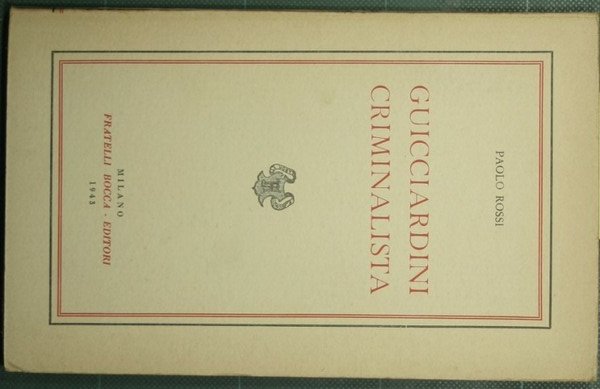 PAOLO ROSSI
GUICCIARDINI
CRIMINALISTA
MILANO
FRATELLI BOCCA - EDITORI
1943